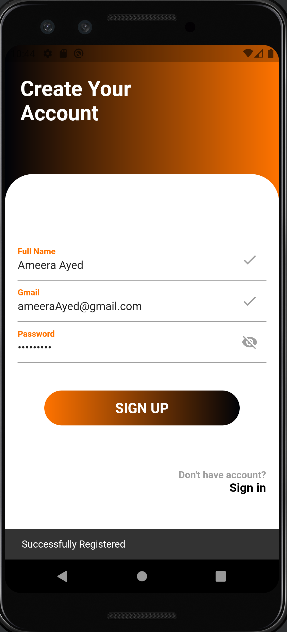 Create Your
Account
Full Name
Ameera Ayed
Gmail
ameeraAyed@gmail.com
Password
•••••••••
SIGN UP
Don't have account?
Sign in
Successfully Registered